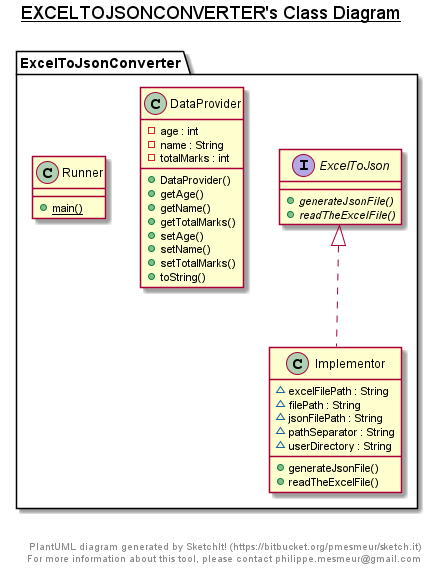 EXCELTOJSONCONVERTER's Class Diagram
ExcelToJsonConverter
C Runner
main()
C DataProvider
age : int
name : String
totalMarks : int
DataProvider()
getAge()
getName()
getTotalMarks()
setAge()
setName()
setTotalMarks()
toString()
I ExcelToJson
generateJsonFile()
readTheExcelFile()
C Implementor
excelFilePath : String
filePath : String
jsonFilePath : String
pathSeparator : String
userDirectory : String
generateJsonFile()
readTheExcelFile()
PlantUML diagram generated by SketchIt! (https://bitbucket.org/pmesmeur/sketch.it)
For more information about this tool, please contact philippe.mesmeur@gmail.com